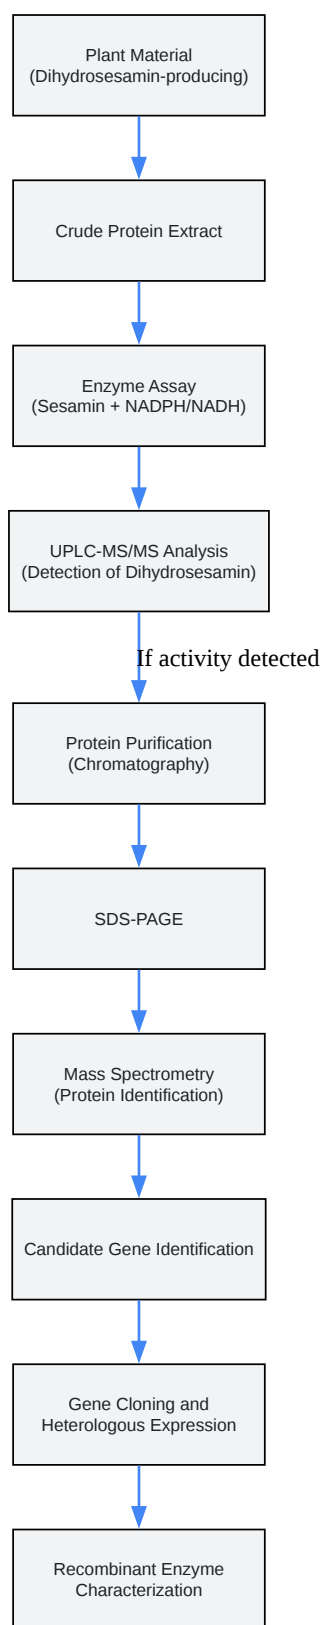 Plant Material
(Dihydrosesamin-producing)
Crude Protein Extract
Enzyme Assay
(Sesamin + NADPH/NADH)
UPLC-MS/MS Analysis
(Detection of Dihydrosesamin)
If activity detected
Protein Purification
(Chromatography)
SDS-PAGE
Mass Spectrometry
(Protein Identification)
Candidate Gene Identification
Gene Cloning and
Heterologous Expression
Recombinant Enzyme
Characterization